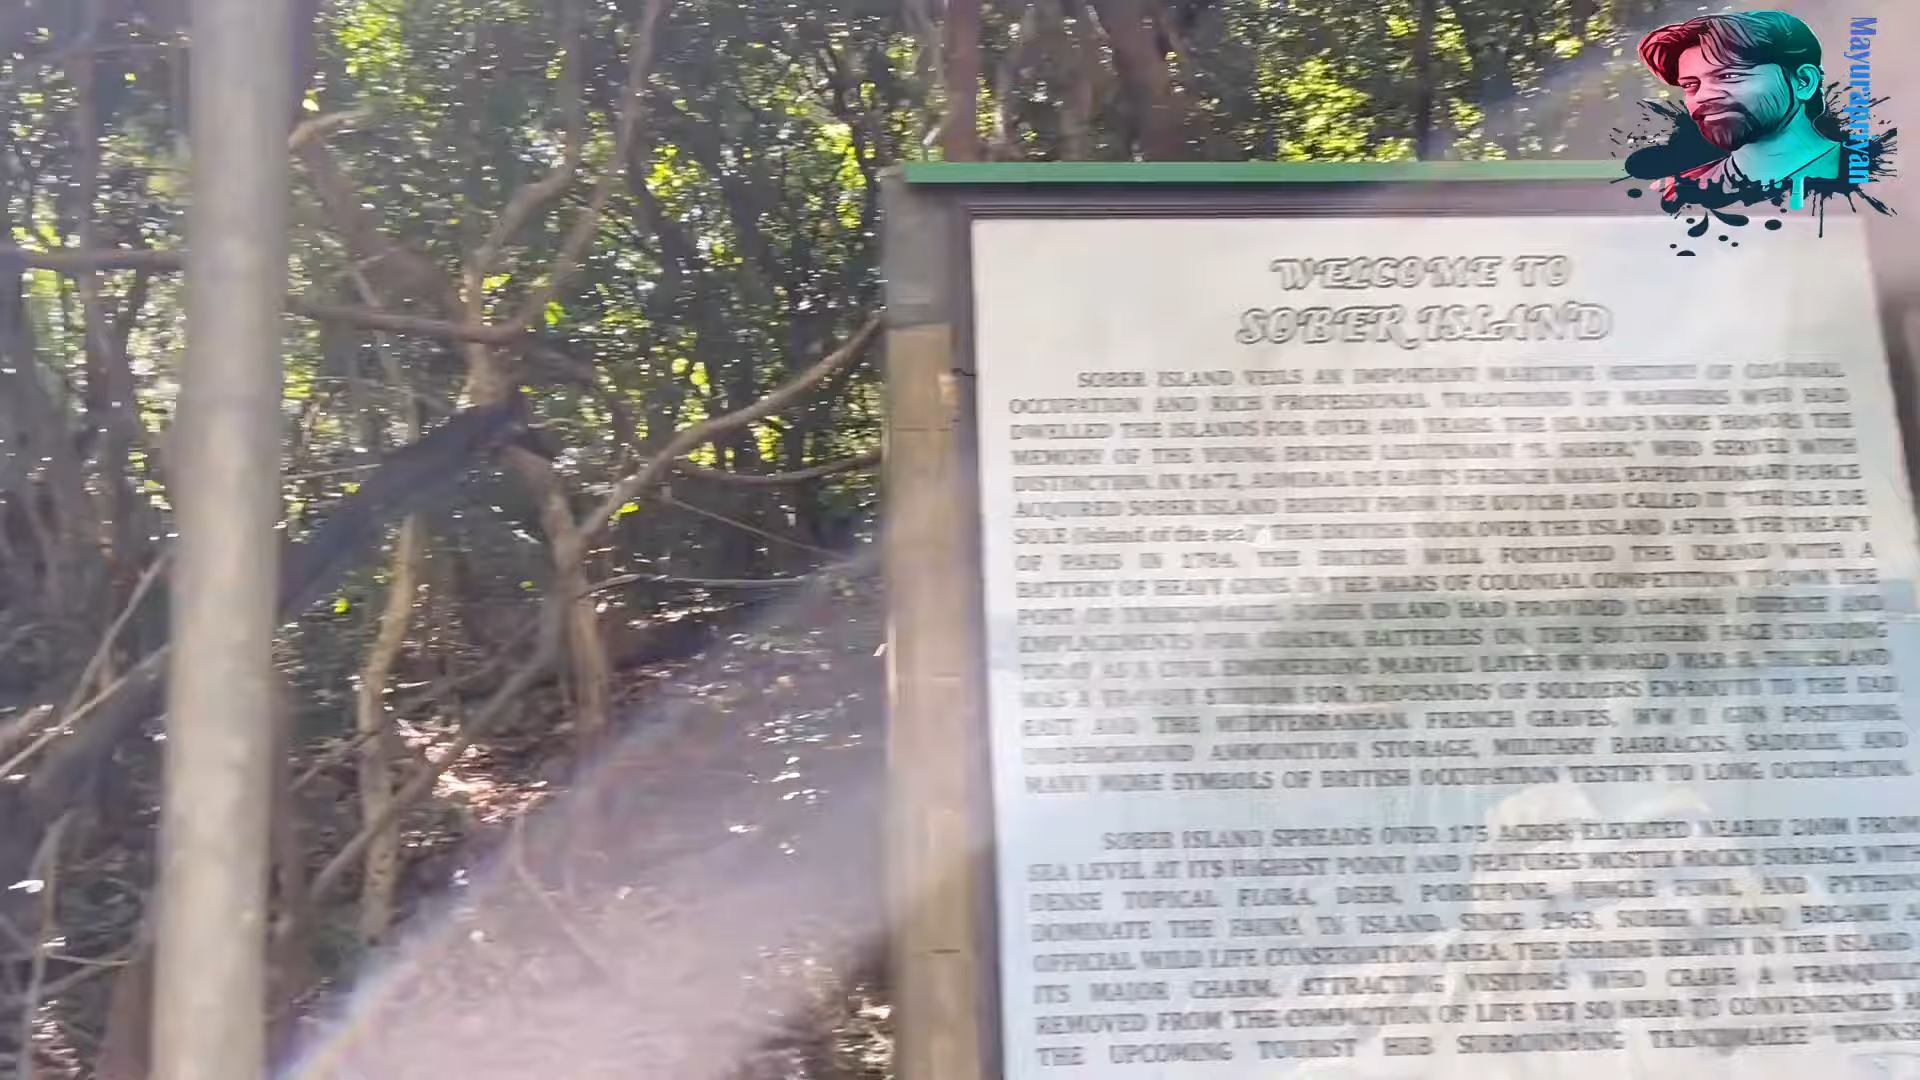 Mayurapriyan
WELCOME TO
SOBER ISLAND
SOBER ISLAND VEILS AN IMPORTANT MARITIME HISTORY OF COLONIAL
OCCUPATION AND RICH PROFESSIONAL TRADITIONS OF MARINERS WHO HAD
DWELLED THE ISLANDS FOR OVER 400 YEARS. THE ISLAND'S NAME HONORS THE
MEMORY OF THE YOUNG BRITISH LIEUTENANT SOBER," WHO SERVED WITH
DISTINCTION. IN 1672, ADMIRAL DE FRENCH NAVAL EXPEDITIONARY FORCE
ACQUIRED SOBER ISLAND BRIEFLY FROM THE DUTCH AND CALLED IT "THE ISLE DE
SOLE (island of the sea) THE BRITISH TOOK OVER THE ISLAND AFTER THE TREATY
OF PARIS IN 1784. THE BRITISH WELL FORTIFIED THE ISLAND WITH A
BATTERY OF HEAVY GUNS IN THE WARS OF COLONIAL COMPETITION TO OWN THE
PORT OF TRINCOMALEE. SOBER ISLAND HAD PROVIDED COASTAL DEFENSE AND
EMPLACEMENTS FOR COASTAL BATTERIES ON THE SOUTHERN FACE STANDING
TODAY AS A CIVIL ENGINEERING MARVEL. LATER IN WORLD WAR II, THE ISLAND
WAS A TRANSIT STATION FOR THOUSANDS OF SOLDIERS EN-ROUTE TO THE FAR
EAST AND THE MEDITERRANEAN. FRENCH GRAVES, WW II GUN POSITIONS
UNDERGROUND AMMUNITION STORAGE, MILITARY BARRACKS, SADDLES, AND
MANY MORE SYMBOLS OF BRITISH OCCUPATION TESTIFY TO LONG OCCUPATION.
SOBER ISLAND SPREADS OVER 175 ACRES, ELEVATED NEARLY 200M FROM
SEA LEVEL AT ITS HIGHEST POINT AND FEATURES MOSTLY ROCKY SURFACE WITH
DENSE TOPICAL FLORA. DEER, PORCUPINE, JUNGLE FOWL, AND PYTHON
DOMINATE THE FAUNA IN ISLAND. SINCE 1963, SOBER ISLAND BECAME A
OFFICIAL WILD LIFE CONSERVATION AREA. THE SERENE BEAUTY IN THE ISLAND
ITS MAJOR CHARM, ATTRACTING VISITORS WHO CRAVE A TRANQUILI
REMOVED FROM THE COMMOTION OF LIFE YET SO NEAR TO CONVENIENCES A
THE UPCOMING TOURIST HUB SURROUNDING TRINCOMALEE TOWNSH